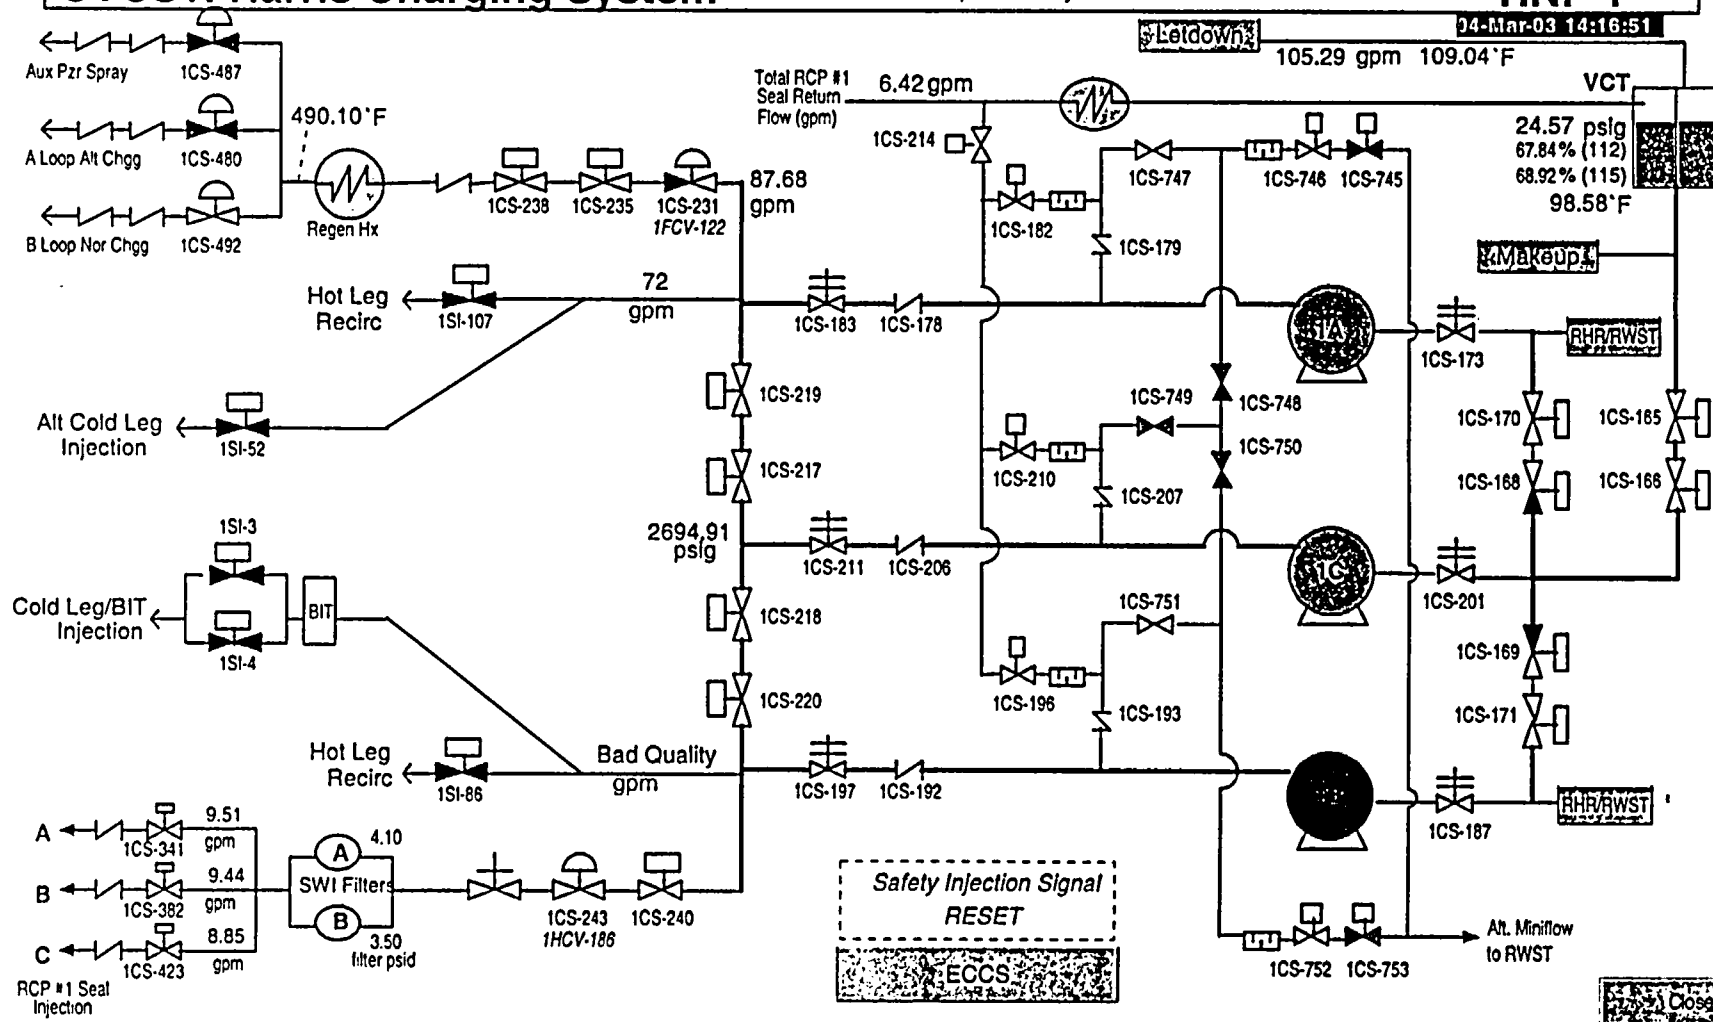 Harris Charging System
04-Mar-03 14:16:51
Letdown
105.29 gpm 109.04°F
Aux Pzr Spray
1CS-487
Total RCP #1
Seal Return
Flow (gpm)
6.42 gpm
VCT
24.57 psig
67.84% (112)
68.92% (115)
98.58°F
490.10°F
A Loop Alt Chgg
1CS-480
1CS-214
1CS-747
1CS-746
1CS-745
B Loop Nor Chgg
1CS-492
Regen Hx
1CS-238
1CS-235
1CS-231
1FCV-122
87.68
gpm
1CS-182
1CS-179
Makeup
Hot Leg
Recirc
1SI-107
72
gpm
1CS-183
1CS-178
1A
1CS-173
RHR/RWST
Alt Cold Leg
Injection
1SI-52
1CS-219
1CS-217
1CS-749
1CS-748
1CS-750
1CS-210
1CS-207
1CS-170
1CS-168
1CS-165
1CS-166
1SI-3
Cold Leg/BIT
Injection
BIT
1SI-4
2694.91
psig
1CS-211
1CS-206
1C
1CS-201
1CS-218
1CS-220
1CS-751
1CS-196
1CS-193
1CS-169
1CS-171
Hot Leg
Recirc
1SI-86
Bad Quality
gpm
1CS-197
1CS-192
1CS-187
RHR/RWST
A
1CS-341
9.51
gpm
B
1CS-382
9.44
gpm
C
1CS-423
8.85
gpm
RCP #1 Seal
Injection
A
4.10
SWI Filters
B
3.50
filter psid
1CS-243
1HCV-186
1CS-240
Safety Injection Signal
RESET
ECCS
1CS-752
1CS-753
Alt. Miniflow
to RWST
Close